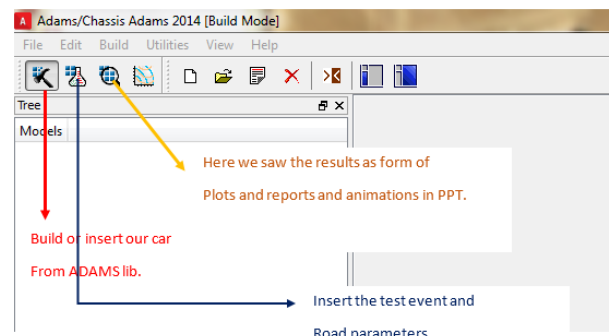 Adams/Chassis Adams 2014 [Build Mode]
File Edit Build Utilities View Help
Tree
Models
Here we saw the results as form of
Plots and reports and animations in PPT.
Build or insert our car
From ADAMS lib.
Insert the test event and
Road parameters